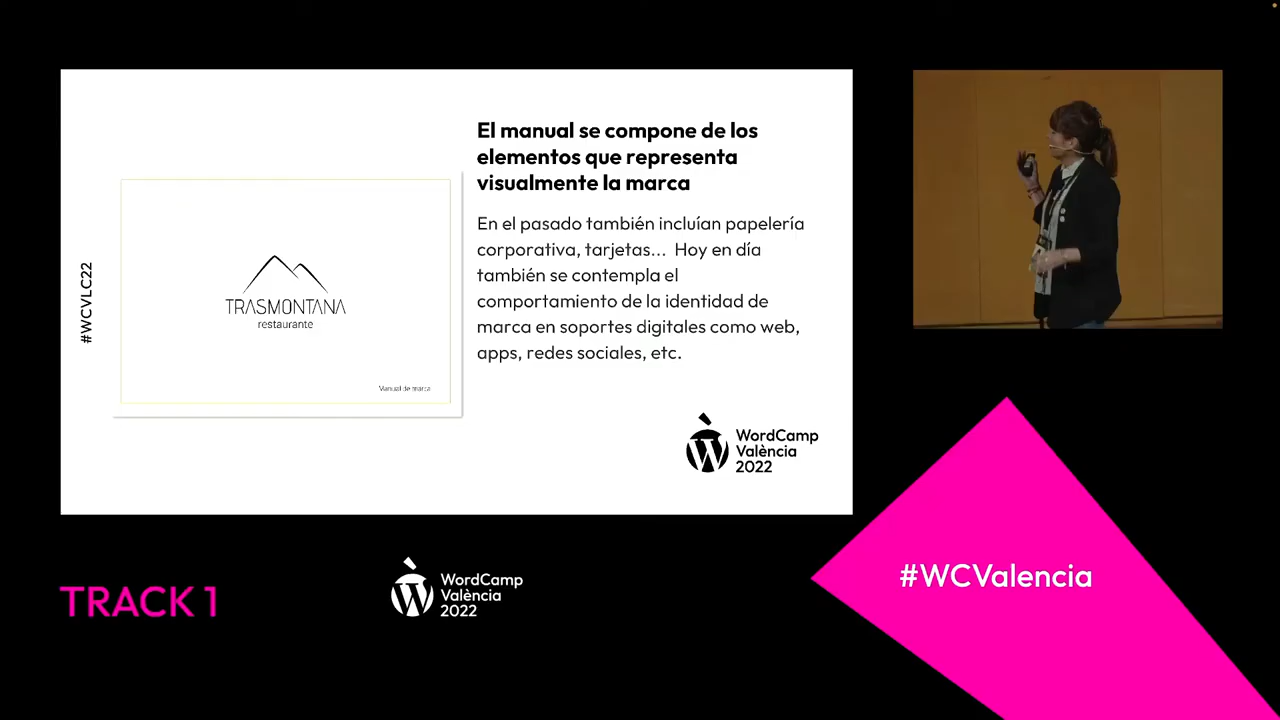 #WCVLC22
TRASMONTANA
restaurante
Manual de marca
El manual se compone de los
elementos que representa
visualmente la marca
En el pasado también incluían papelería
corporativa, tarjetas... Hoy en día
también se contempla el
comportamiento de la identidad de
marca en soportes digitales como web,
apps, redes sociales, etc.
WordCamp
València
2022
TRACK 1
WordCamp
València
2022
#WCValencia